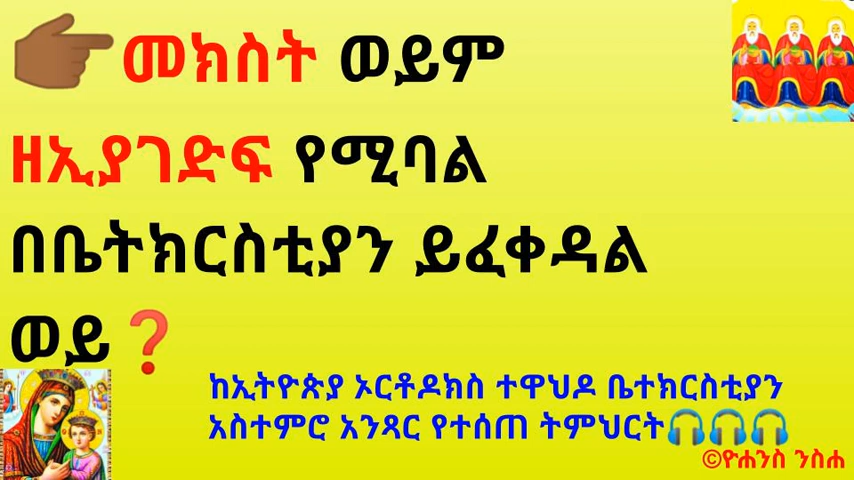 መክስት ወይም
ዘኢያገድፍ የሚባል
በቤትክርስቲያን ይፈቀዳል
ወይ❓
ከኢትዮጵያ ኦርቶዶክስ ተዋህዶ ቤተክርስቲያን
አስተምሮ አንጻር የተሰጠ ትምህርት
©ዮሐንስ ንስሐ